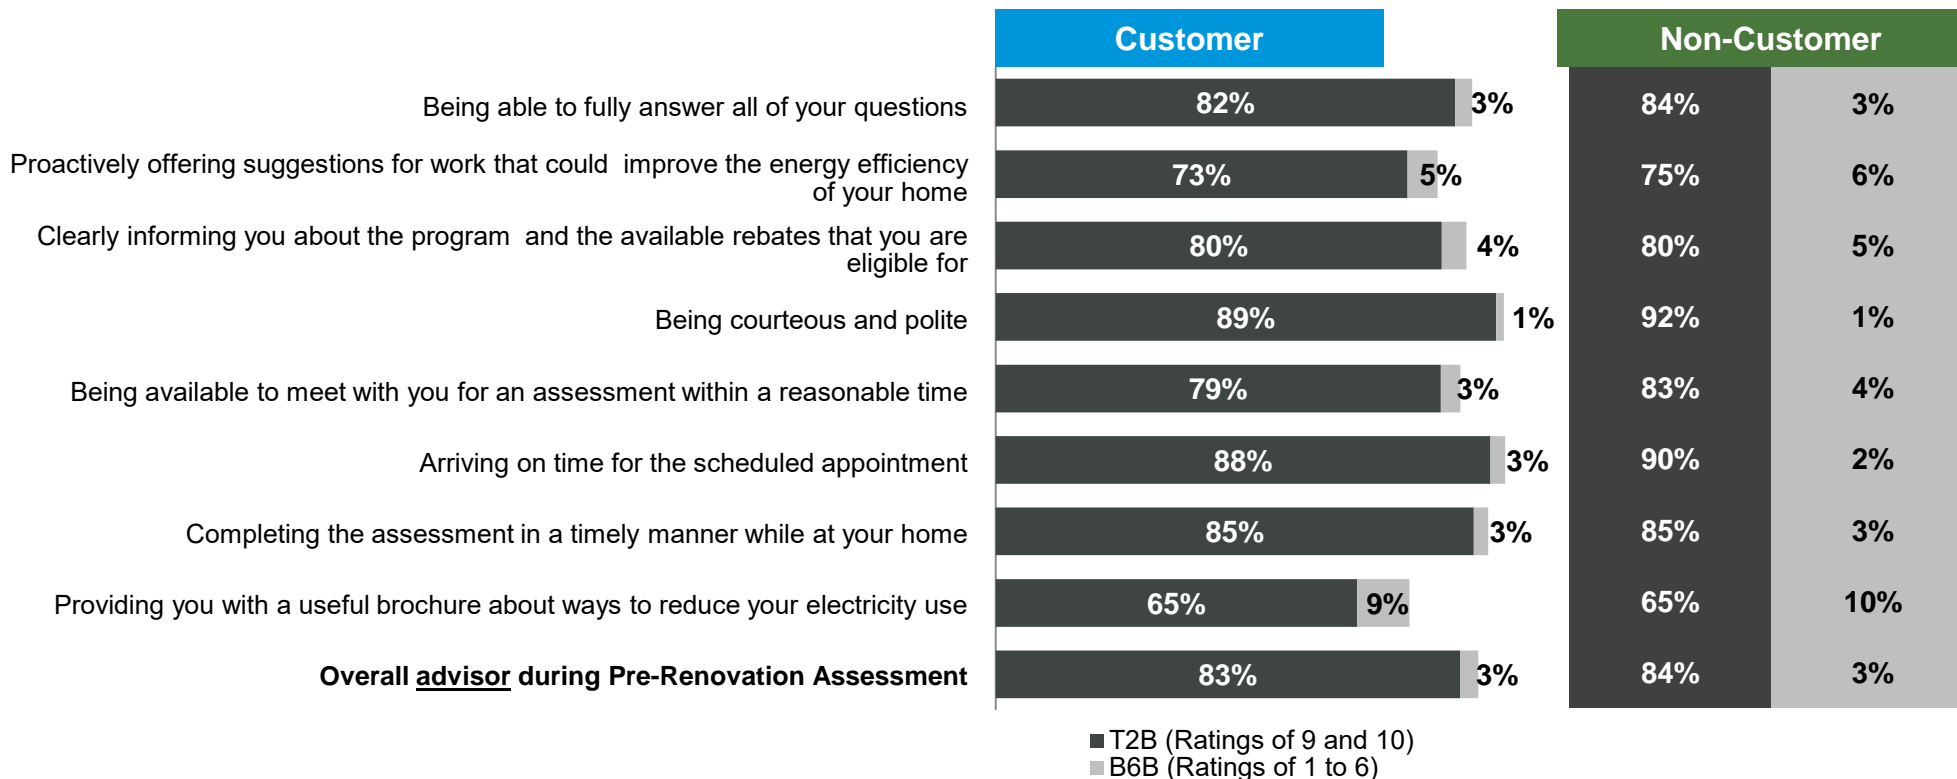 Customer Non-Customer
Being able to fully answer all of your questions 82% 3% 84% 3%
Proactively offering suggestions for work that could improve the energy efficiency
of your home 73% 5% 75% 6%
Clearly informing you about the program and the available rebates that you are
eligible for 80% 4% 80% 5%
Being courteous and polite 89% 1% 92% 1%
Being available to meet with you for an assessment within a reasonable time 79% 3% 83% 4%
Arriving on time for the scheduled appointment 88% 3% 90% 2%
Completing the assessment in a timely manner while at your home 85% 3% 85% 3%
Providing you with a useful brochure about ways to reduce your electricity use 65% 9% 65% 10%
Overall advisor during Pre-Renovation Assessment 83% 3% 84% 3%
T2B (Ratings of 9 and 10)
B6B (Ratings of 1 to 6)